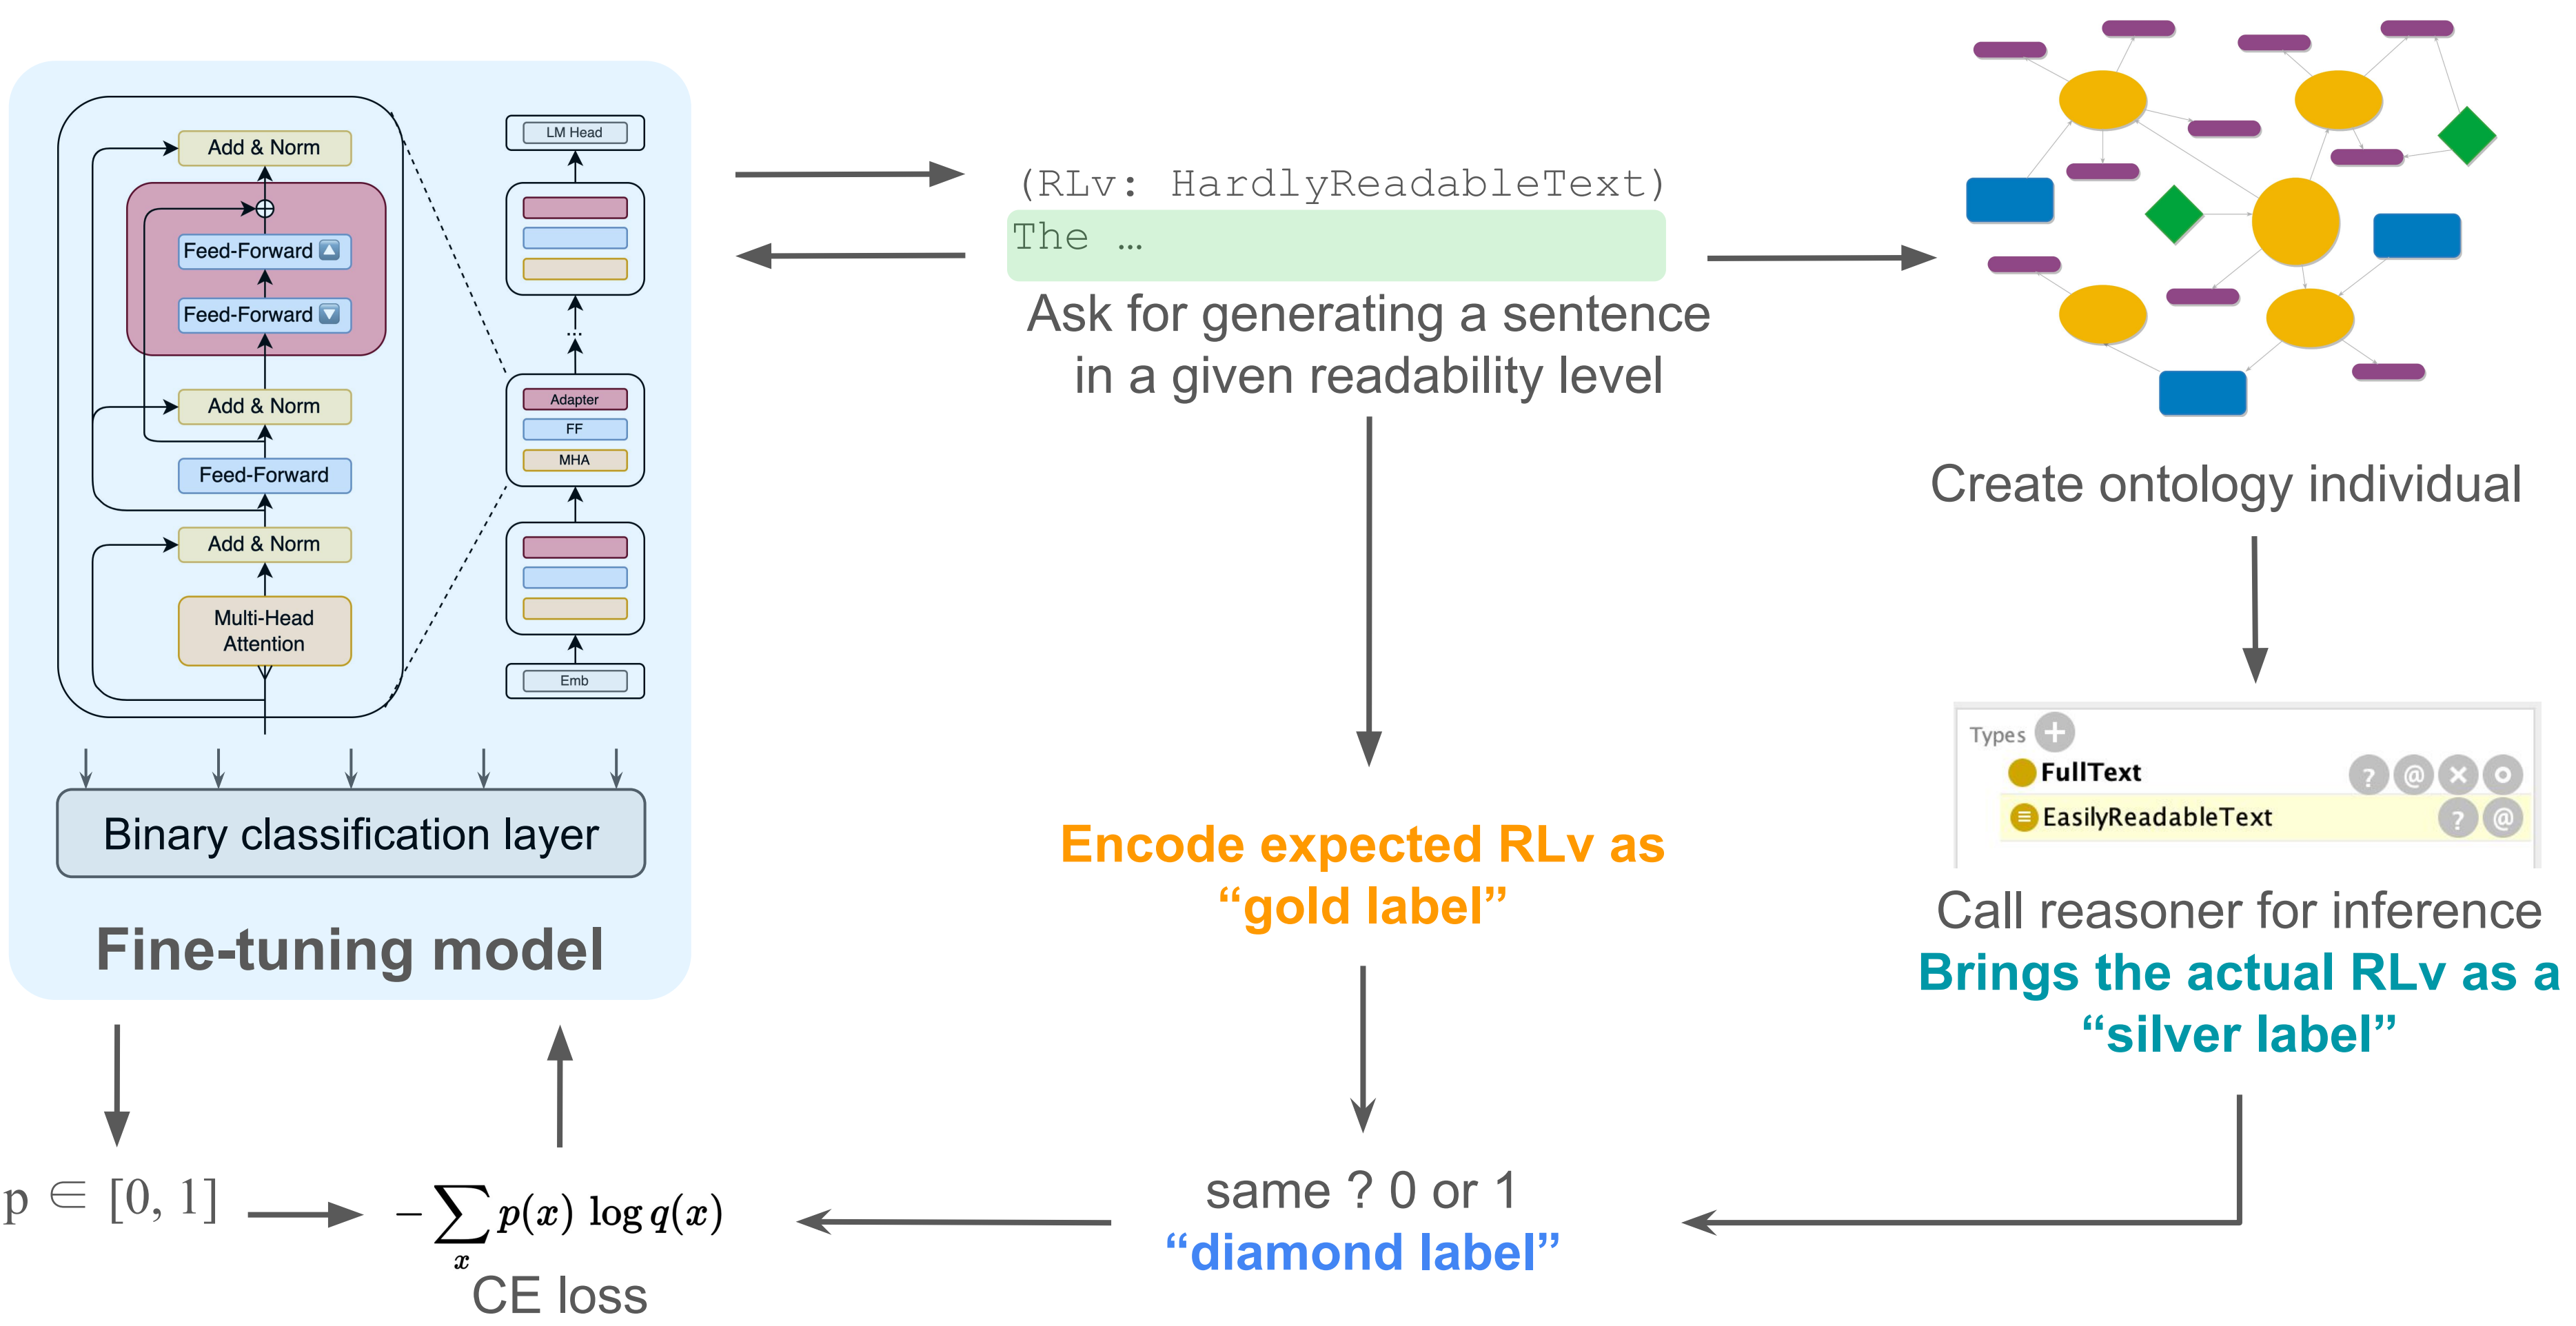 Add & Norm
Feed-Forward
Feed-Forward
Add & Norm
Feed-Forward
Add & Norm
Multi-Head
Attention
LM Head
...
Adapter
FF
MHA
Emb
Binary classification layer
Fine-tuning model
p ∈ [0, 1]
− ∑ p(x) log q(x)
x
CE loss
(RLv: HardlyReadableText)
The …
Ask for generating a sentence
in a given readability level
Encode expected RLv as
“gold label”
same ? 0 or 1
“diamond label”
Create ontology individual
Types +
FullText ? @ × o
≡ EasilyReadableText ? @
Call reasoner for inference
Brings the actual RLv as a
“silver label”